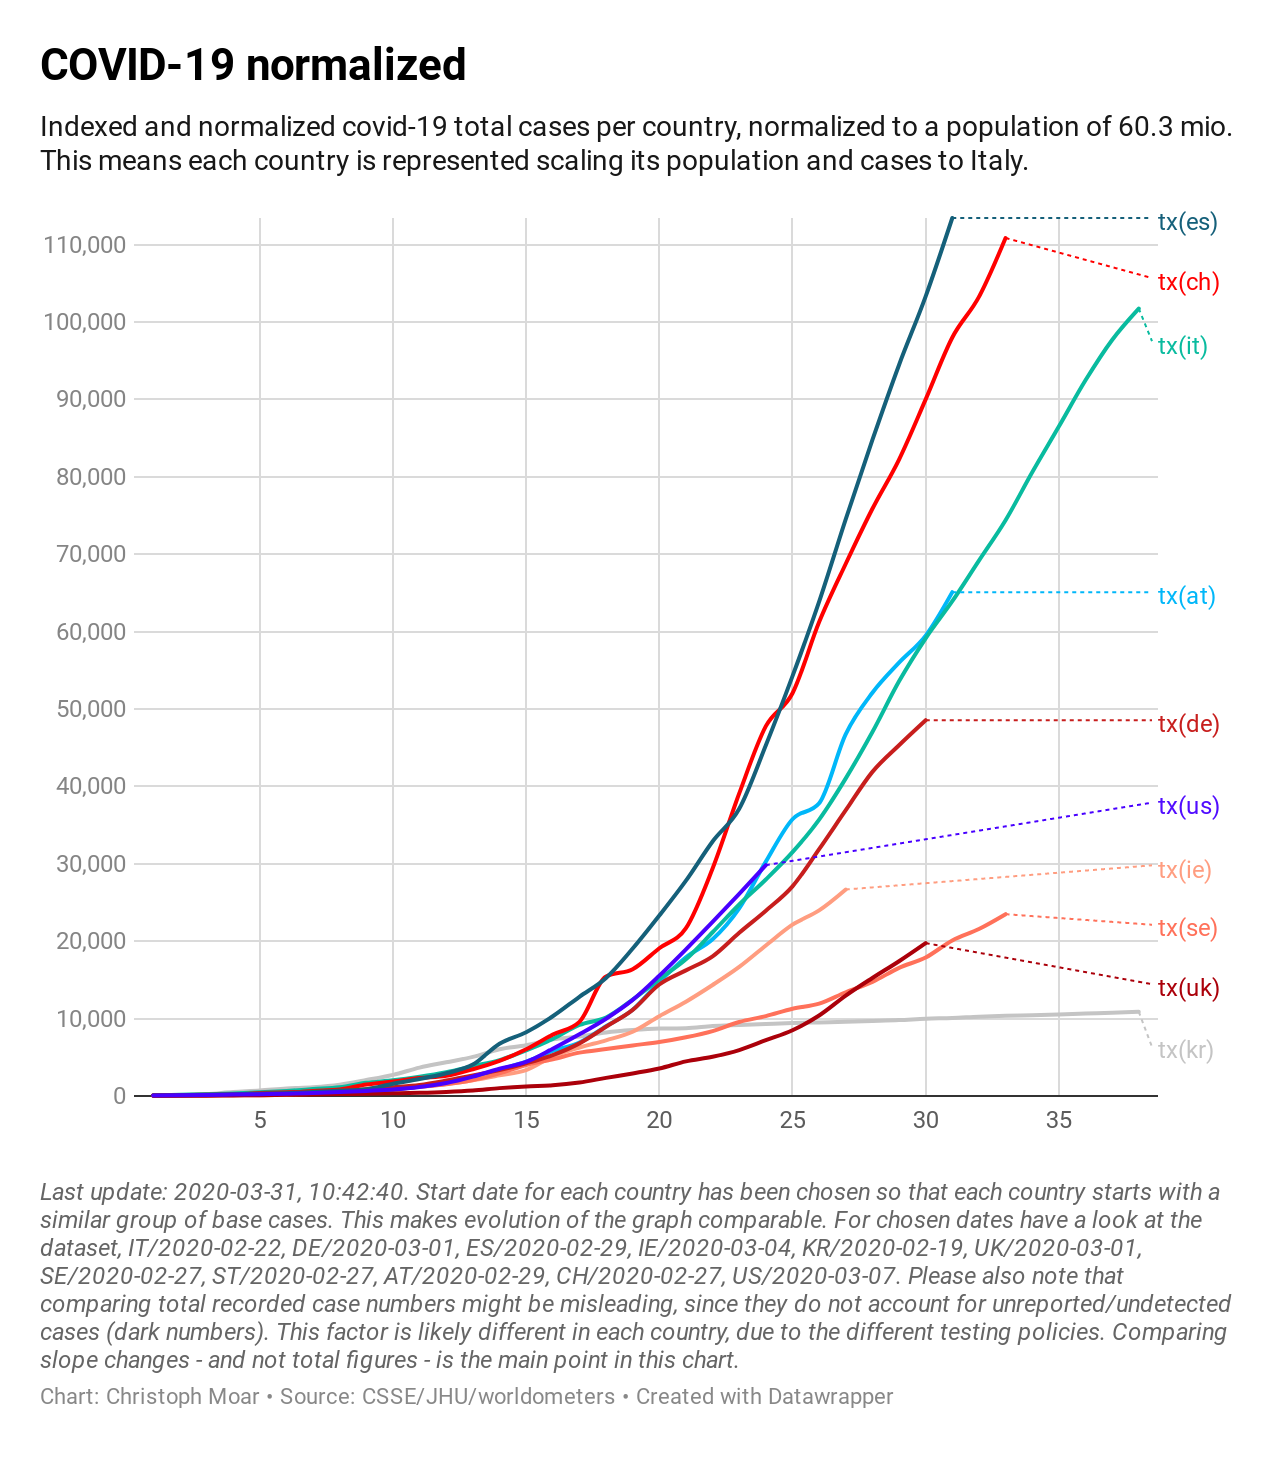 COVID-19 normalized
Indexed and normalized covid-19 total cases per country, normalized to a population of 60.3 mio.
This means each country is represented scaling its population and cases to Italy.
tx(es)
110,000
tx(ch)
100,000
tx(it)
90,000
80,000
70,000
60,000
tx(at)
50,000
tx(de)
40,000
tx(us)
30,000
tx(ie)
20,000
tx(se)
tx(uk)
10,000
tx(kr)
0
5 10 15 20 25 30 35
Last update: 2020-03-31, 10:42:40. Start date for each country has been chosen so that each country starts with a
similar group of base cases. This makes evolution of the graph comparable. For chosen dates have a look at the
dataset, IT/2020-02-22, DE/2020-03-01, ES/2020-02-29, IE/2020-03-04, KR/2020-02-19, UK/2020-03-01,
SE/2020-02-27, ST/2020-02-27, AT/2020-02-29, CH/2020-02-27, US/2020-03-07. Please also note that
comparing total recorded case numbers might be misleading, since they do not account for unreported/undetected
cases (dark numbers). This factor is likely different in each country, due to the different testing policies. Comparing
slope changes - and not total figures - is the main point in this chart.
Chart: Christoph Moar • Source: CSSE/JHU/worldometers • Created with Datawrapper